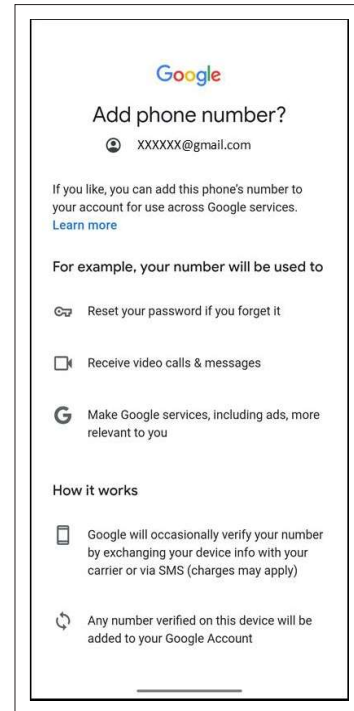 Google
Add phone number?
XXXXXX@gmail.com
If you like, you can add this phone's number to
your account for use across Google services.
Learn more
For example, your number will be used to
Reset your password if you forget it
Receive video calls & messages
G Make Google services, including ads, more
relevant to you
How it works
Google will occasionally verify your number
by exchanging your device info with your
carrier or via SMS (charges may apply)
Any number verified on this device will be
added to your Google Account